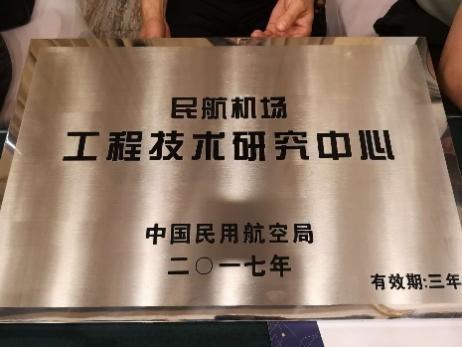 民航机场
工程技术研究中心
中国民用航空局
二〇一七年
有效期:三年